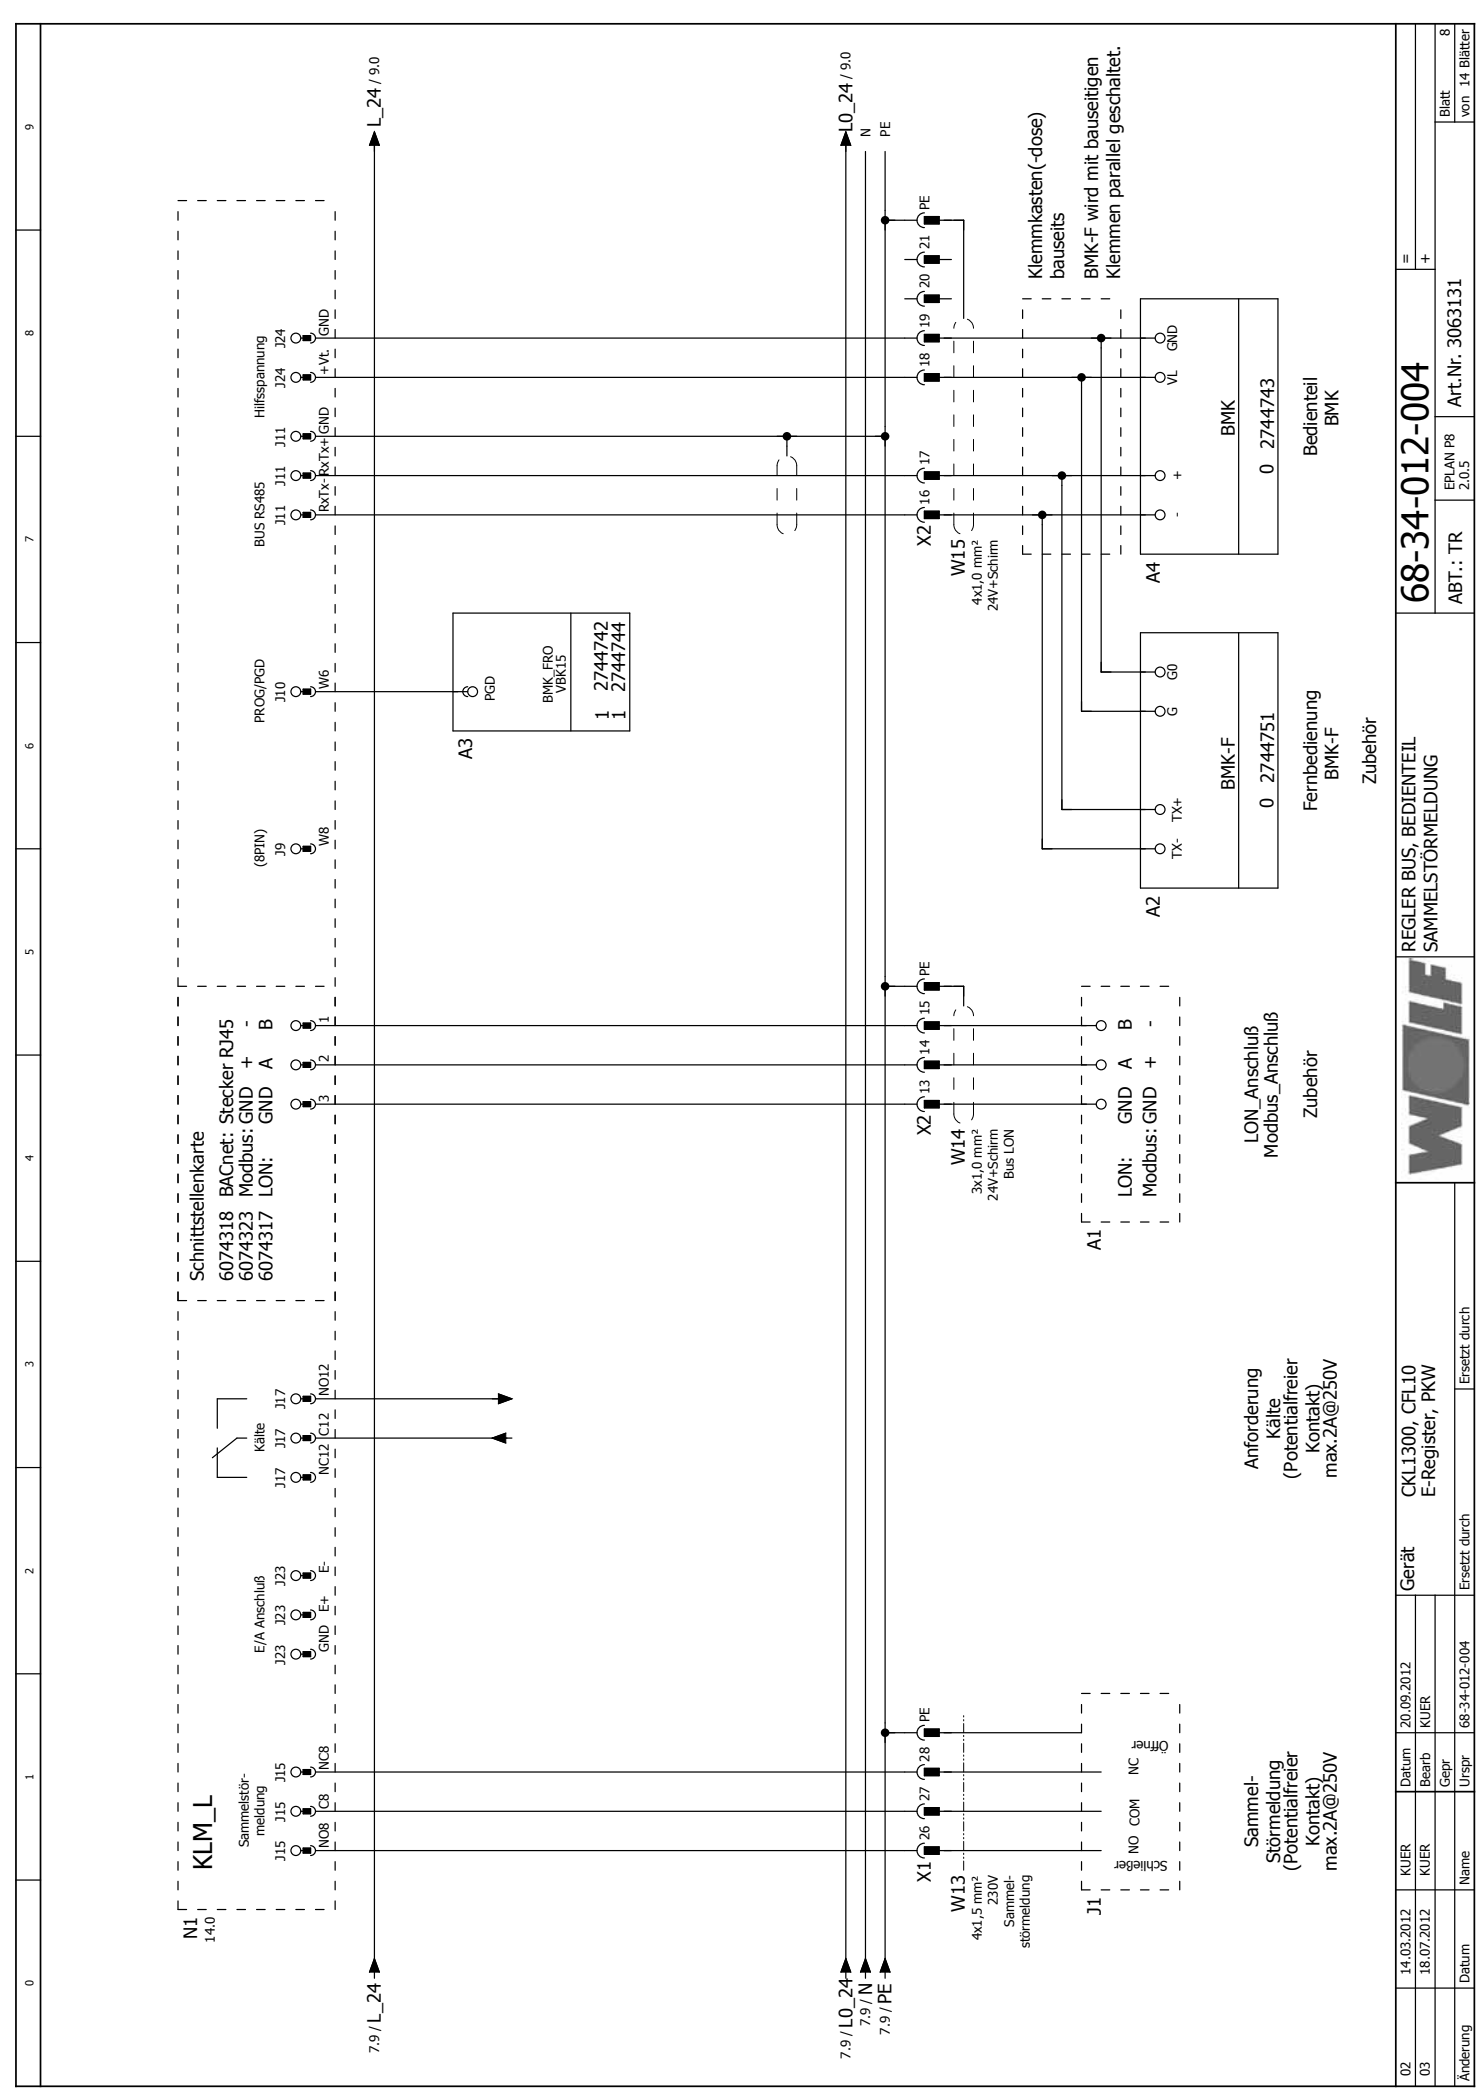 0 1 2 3 4 5 6 7 8 9
N1
14.0
KLM_L
Sammelstör-
meldung
J15 J15 J15
NO8 C8 NC8
E/A Anschluß
J23 J23 J23
GND E+ E-
Kälte
J17 J17 J17
NC12 C12 NO12
Schnittstellenkarte
6074318 BACnet: Stecker RJ45
6074323 Modbus: GND + -
6074317 LON: GND A B
3 2 1
(8PIN)
J9
W8
PROG/PGD
J10
W6
BUS RS485
J11 J11 J11
RxTx- RxTx+ GND
Hilfsspannung
J24 J24
+Vt. GND
7.9 / L_24
L_24 / 9.0
A3
PGD
BMK_FRO
VBK15
1 2744742
1 2744744
7.9 / L0_24
7.9 / N
7.9 / PE
L0_24 / 9.0
N
PE
X1 26 27 28 PE
W13
4x1,5 mm²
230V
Sammel-
störmeldung
J1
Schließer
NO COM NC
Öffner
Sammel-
Störmeldung
(Potentialfreier
Kontakt)
max.2A@250V
Anforderung
Kälte
(Potentialfreier
Kontakt)
max.2A@250V
X2 13 14 15 PE
W14
3x1,0 mm²
24V+Schirm
Bus LON
A1
LON: GND A B
Modbus: GND + -
LON_Anschluß
Modbus_Anschluß
Zubehör
X2 16 17 18 19 20 21 PE
W15
4x1,0 mm²
24V+Schirm
Klemmkasten(-dose)
bauseits
BMK-F wird mit bauseitigen
Klemmen parallel geschaltet.
A2
TX- TX+ G G0
BMK-F
0 2744751
Fernbedienung
BMK-F
Zubehör
A4
- + VL GND
BMK
0 2744743
Bedienteil
BMK
02 14.03.2012 KUER Datum 20.09.2012
03 18.07.2012 KUER Bearb KUER
Gepr
Änderung Datum Name Urspr 68-34-012-004 Ersetzt durch Ersetzt durch
Gerät CKL1300, CFL10
E-Register, PKW
WOLF
REGLER BUS, BEDIENTEIL
SAMMELSTÖRMELDUNG
68-34-012-004
ABT.: TR
EPLAN P8
2.0.5
Art.Nr. 3063131
=
+
Blatt 8
von 14 Blätter